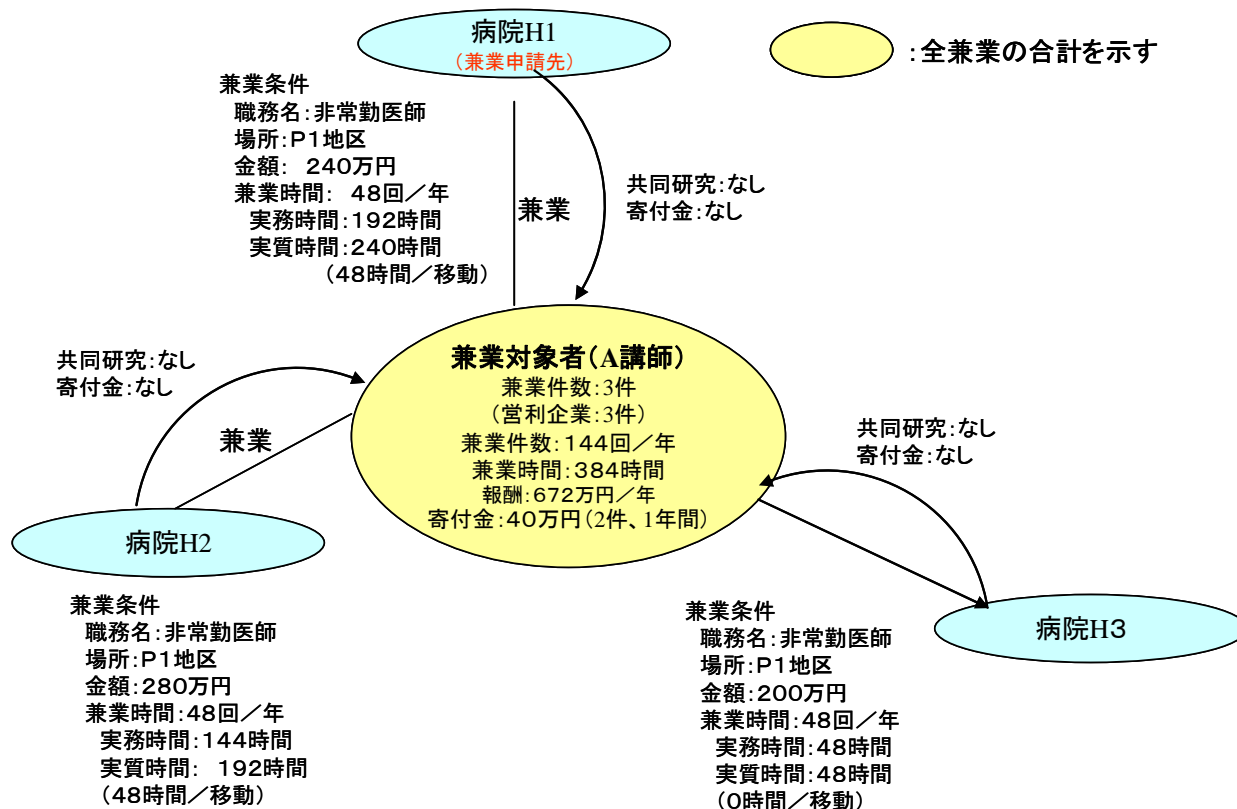 病院H1
(兼業申請先)
:全兼業の合計を示す
兼業条件
職務名:非常勤医師
場所:P1地区
金額: 240万円
兼業時間: 48回/年
実務時間:192時間
実質時間:240時間
(48時間/移動)
兼業
共同研究:なし
寄付金:なし
兼業対象者(A講師)
兼業件数:3件
(営利企業:3件)
兼業件数:144回/年
兼業時間:384時間
報酬:672万円/年
寄付金:40万円(2件、1年間)
共同研究:なし
寄付金:なし
兼業
病院H2
兼業条件
職務名:非常勤医師
場所:P1地区
金額:280万円
兼業時間:48回/年
実務時間:144時間
実質時間: 192時間
(48時間/移動)
共同研究:なし
寄付金:なし
病院H3
兼業条件
職務名:非常勤医師
場所:P1地区
金額:200万円
兼業時間:48回/年
実務時間:48時間
実質時間:48時間
(0時間/移動)